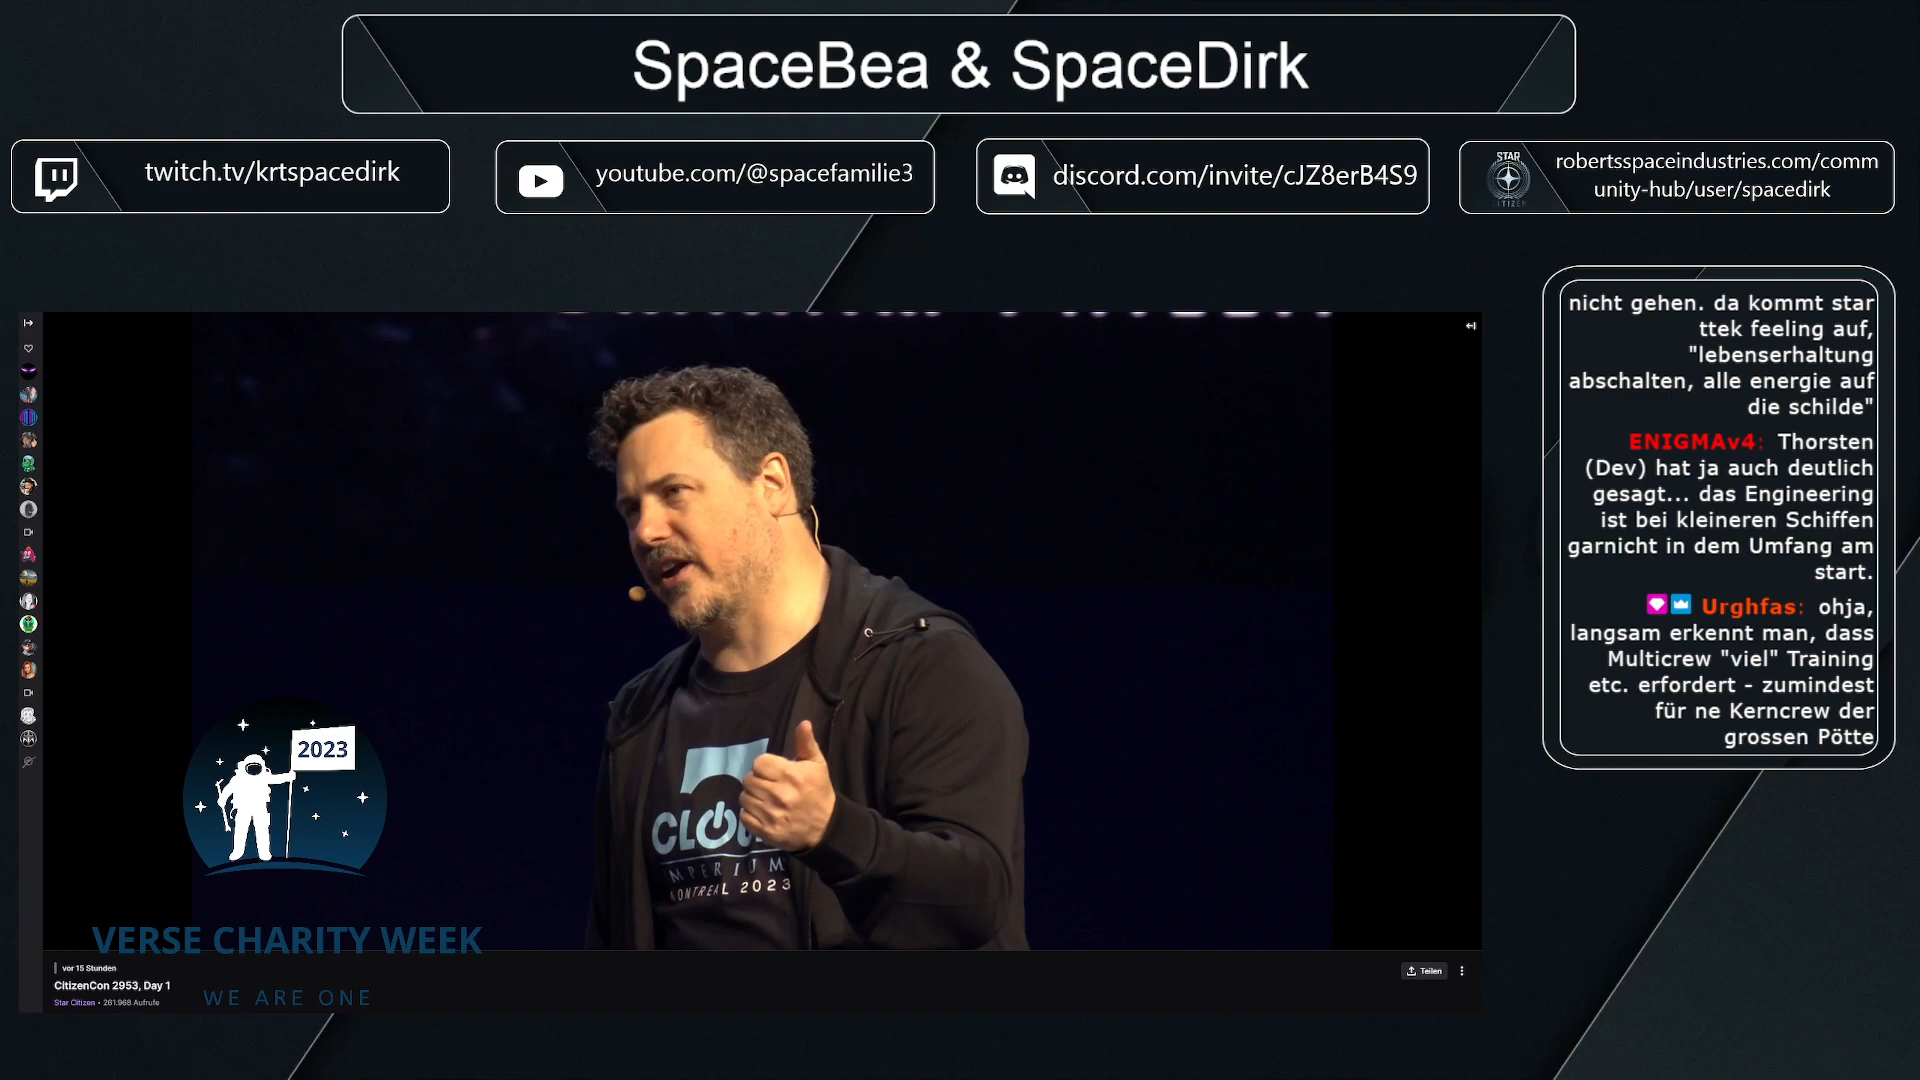 SpaceBea & SpaceDirk
twitch.tv/krtspacedirk
youtube.com/@spacefamilie3
discord.com/invite/cJZ8erB4S9
STAR
CITIZEN
robertsspaceindustries.com/comm
unity-hub/user/spacedirk
nicht gehen. da kommt star
ttek feeling auf,
"lebenserhaltung
abschalten, alle energie auf
die schilde"
ENIGMAv4: Thorsten
(Dev) hat ja auch deutlich
gesagt... das Engineering
ist bei kleineren Schiffen
garnicht in dem Umfang am
start.
Urghfas: ohja,
langsam erkennt man, dass
Multicrew "viel" Training
etc. erfordert - zumindest
für ne Kerncrew der
grossen Pötte
2023
IMPERIUM
MONTREAL 2023
VERSE CHARITY WEEK
WE ARE ONE
vor 15 Stunden
CitizenCon 2953, Day 1
Star Citizen • 261.968 Aufrufe
Teilen